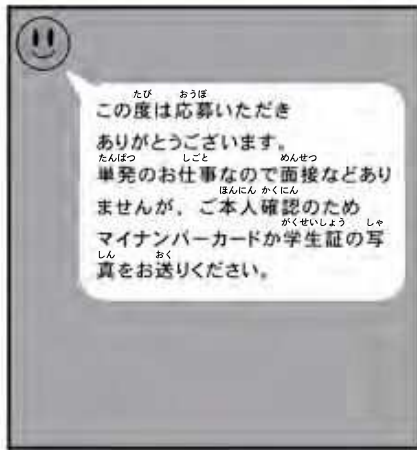 この度は応募いただき
ありがとうございます。
単発のお仕事なので面接などあり
ませんが、ご本人確認のため
マイナンバーカードか学生証の写
真をお送りください。